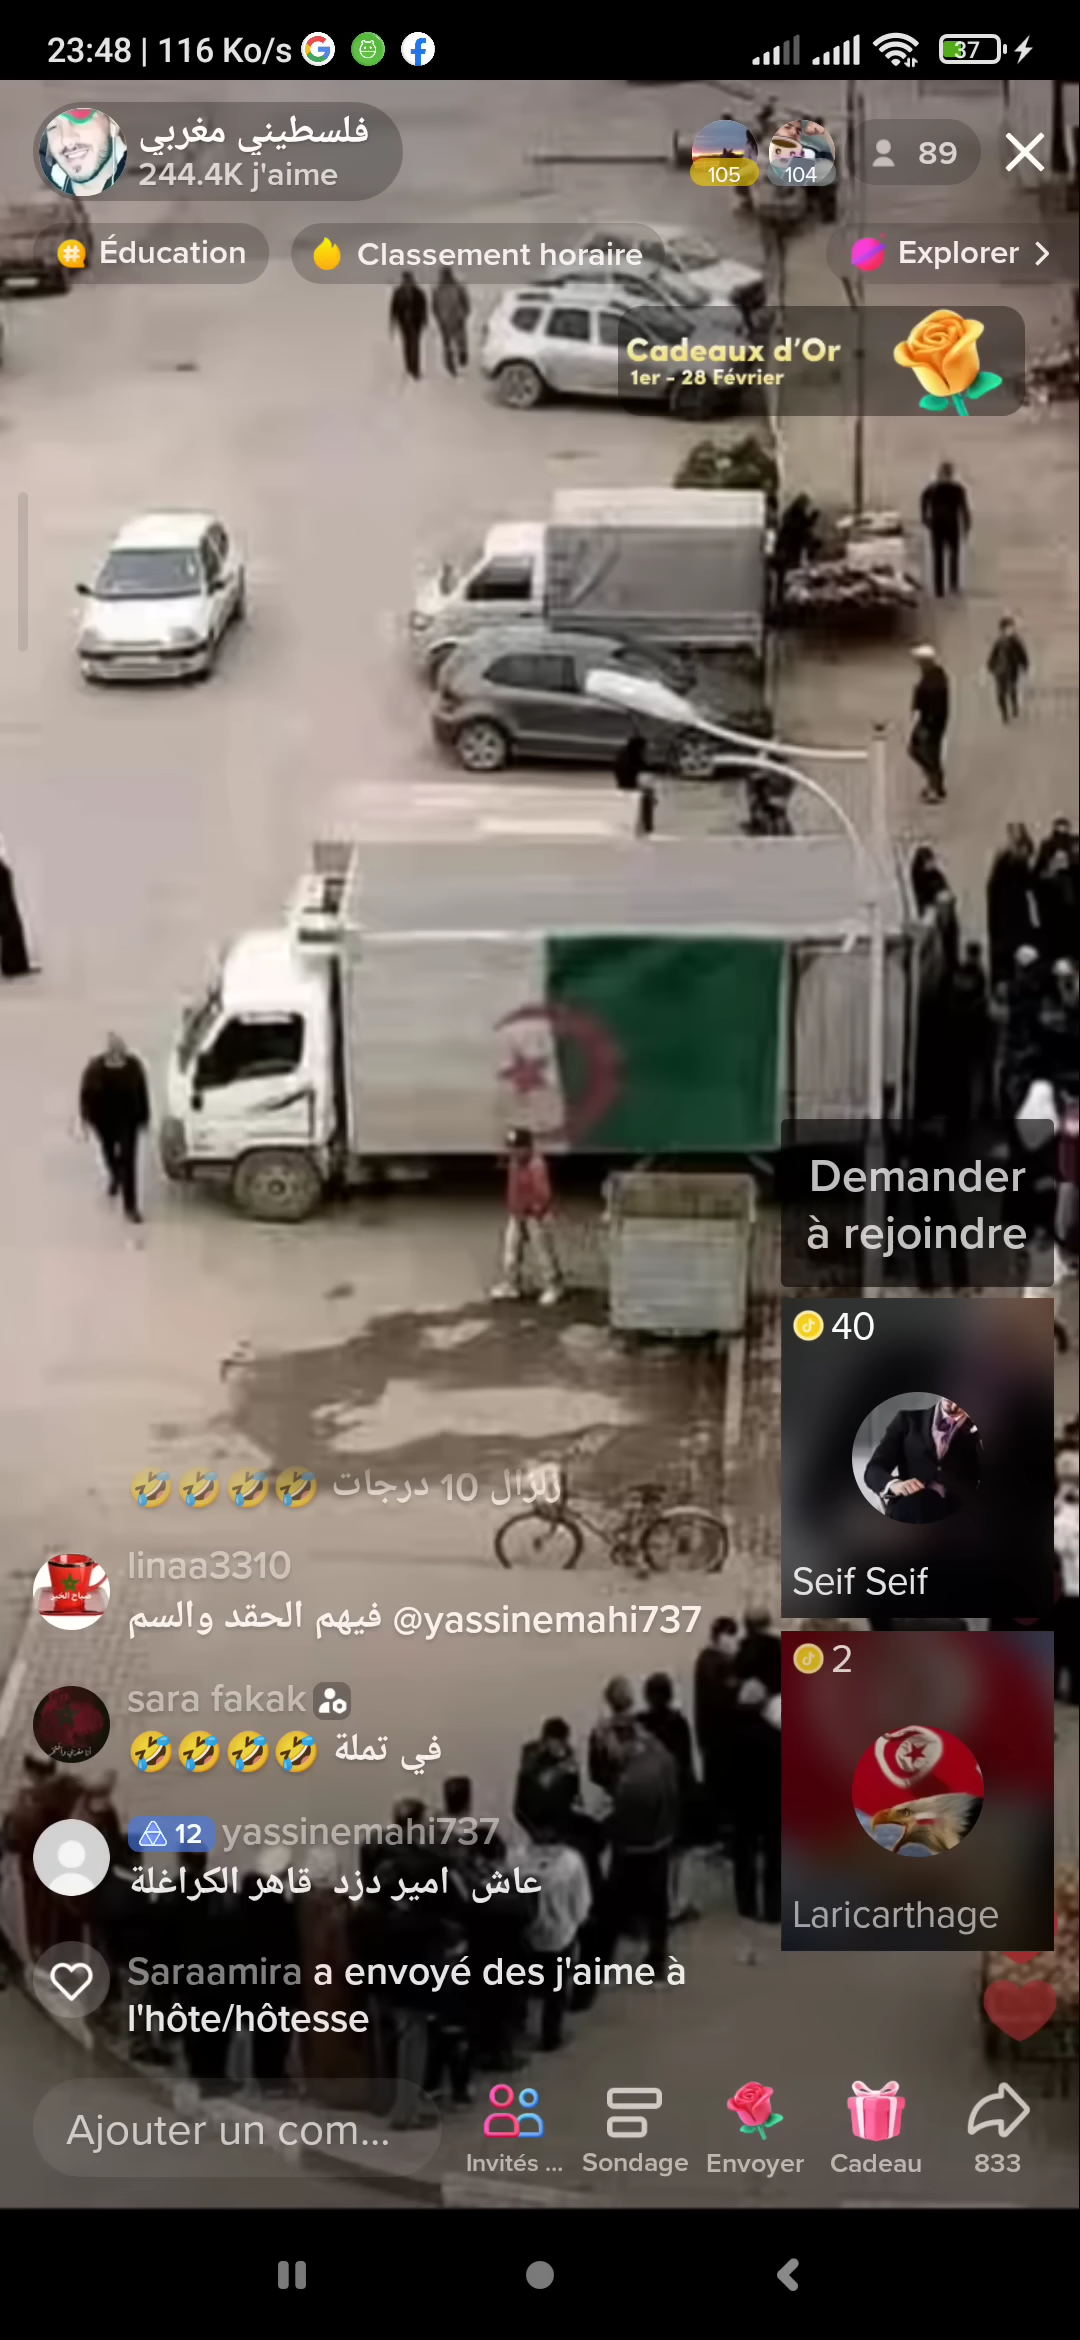 23:48 | 116 Ko/s
37
فلسطيني مغربي
244.4K j'aime
105
104
89
Éducation
Classement horaire
Explorer
Cadeaux d'Or
1er - 28 Février
Demander
à rejoindre
40
Seif Seif
2
Laricarthage
زلزال 10 درجات 🤣🤣🤣🤣
linaa3310
@yassinemahi737 فيهم الحقد والسم
sara fakak
في تملة 🤣🤣🤣🤣
12 yassinemahi737
عاش امير دزد قاهر الكراغلة
Saraamira a envoyé des j'aime à
l'hôte/hôtesse
Ajouter un com...
Invités ...
Sondage
Envoyer
Cadeau
833